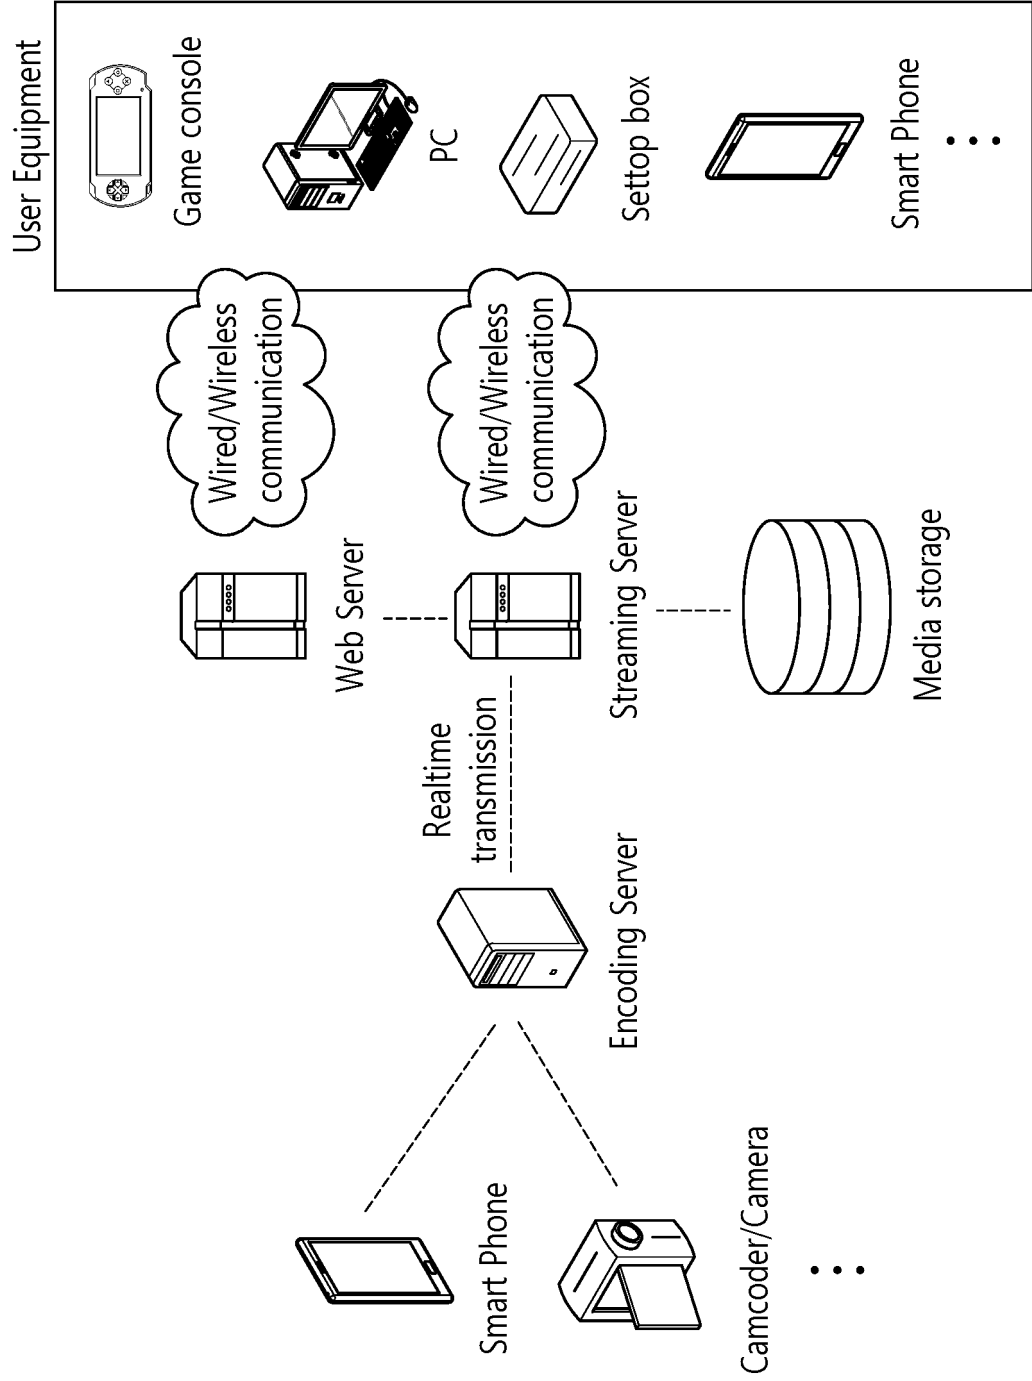 User Equipment
Game console
PC
Settop box
Smart Phone
Wired/Wireless
communication
Wired/Wireless
communication
Web Server
Streaming Server
Media storage
Realtime
transmission
Encoding Server
Smart Phone
Camcoder/Camera